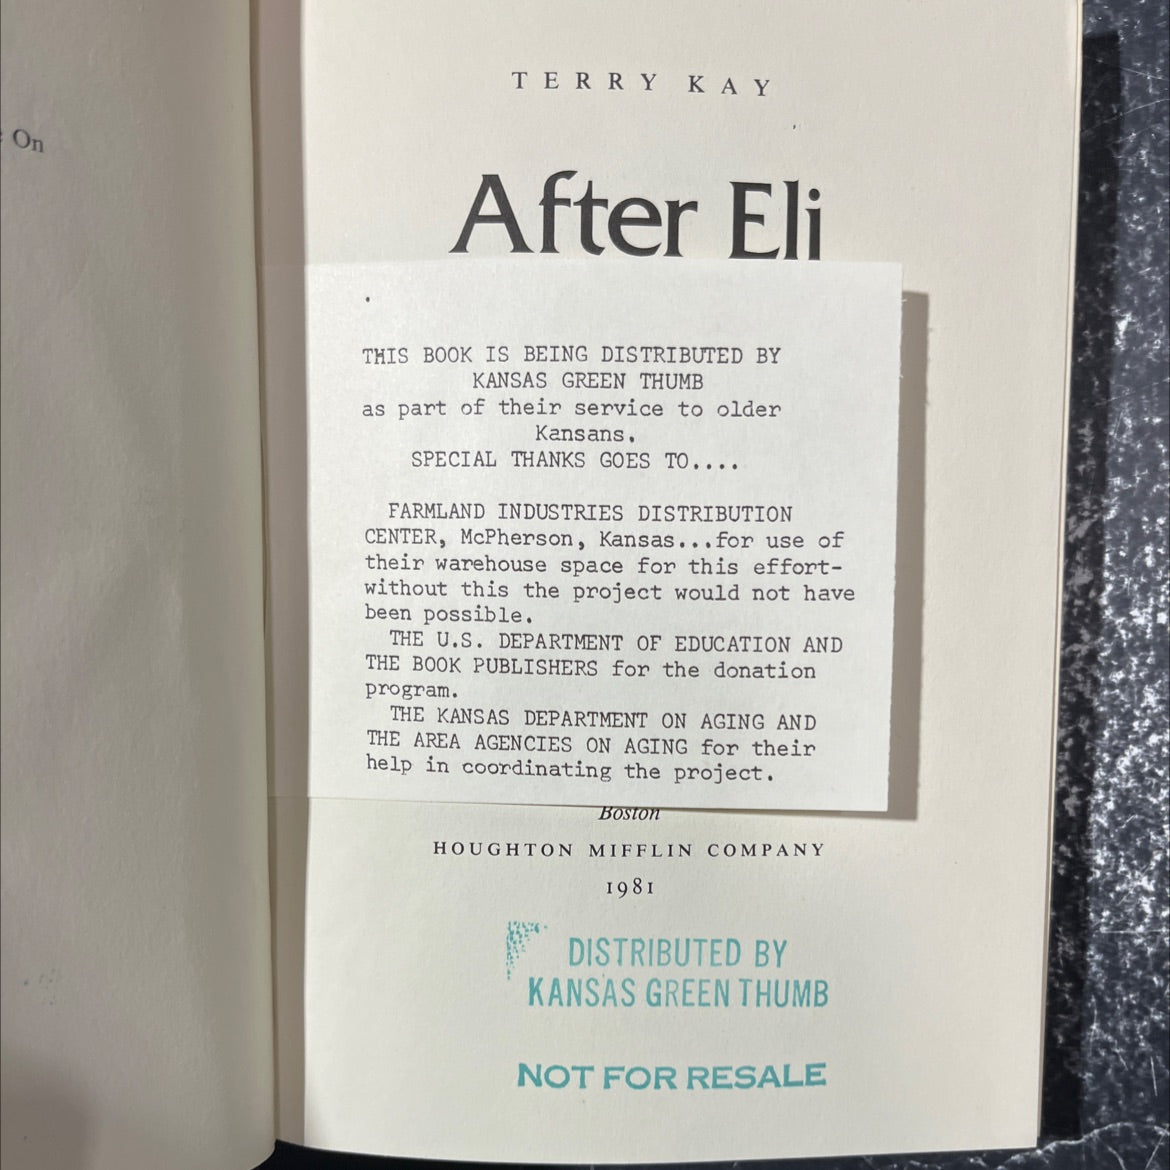 On
TERRY KAY
After Eli
THIS BOOK IS BEING DISTRIBUTED BY
KANSAS GREEN THUMB
as part of their service to older
Kansans.
SPECIAL THANKS GOES TO....
FARMLAND INDUSTRIES DISTRIBUTION
CENTER, McPherson, Kansas...for use of
their warehouse space for this effort-
without this the project would not have
been possible.
THE U.S. DEPARTMENT OF EDUCATION AND
THE BOOK PUBLISHERS for the donation
program.
THE KANSAS DEPARTMENT ON AGING AND
THE AREA AGENCIES ON AGING for their
help in coordinating the project.
Boston
HOUGHTON MIFFLIN COMPANY
1981
DISTRIBUTED BY
KANSAS GREEN THUMB
NOT FOR RESALE